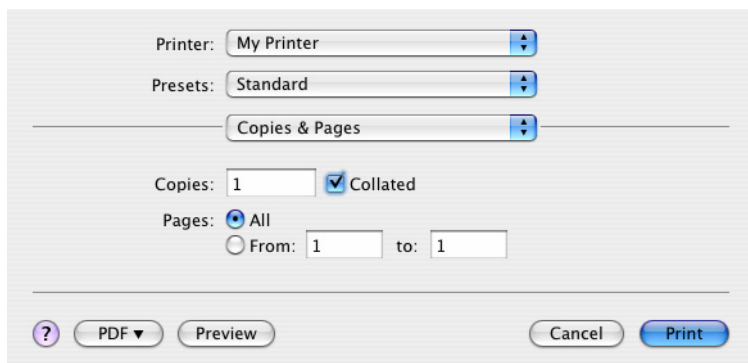 Printer: My Printer
Presets: Standard
Copies & Pages
Copies: 1 Collated
Pages: All
From: 1 to: 1
? PDF ▼ Preview Cancel Print